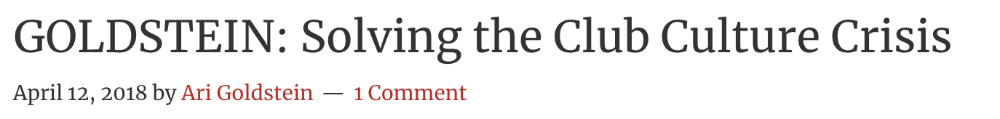 GOLDSTEIN: Solving the Club Culture Crisis
April 12, 2018 by Ari Goldstein — 1 Comment